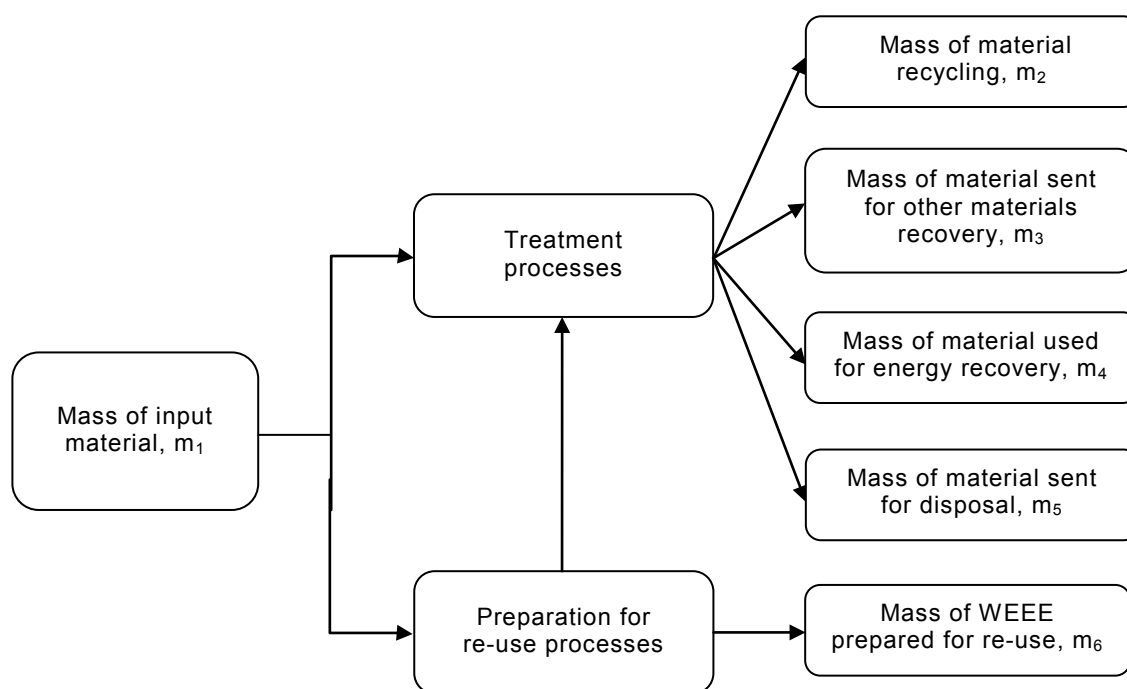 Mass of material
recycling, m₂
Mass of material sent
for other materials
recovery, m₃
Treatment
processes
Mass of material used
for energy recovery, m₄
Mass of input
material, m₁
Mass of material sent
for disposal, m₅
Preparation for
re-use processes
Mass of WEEE
prepared for re-use, m₆